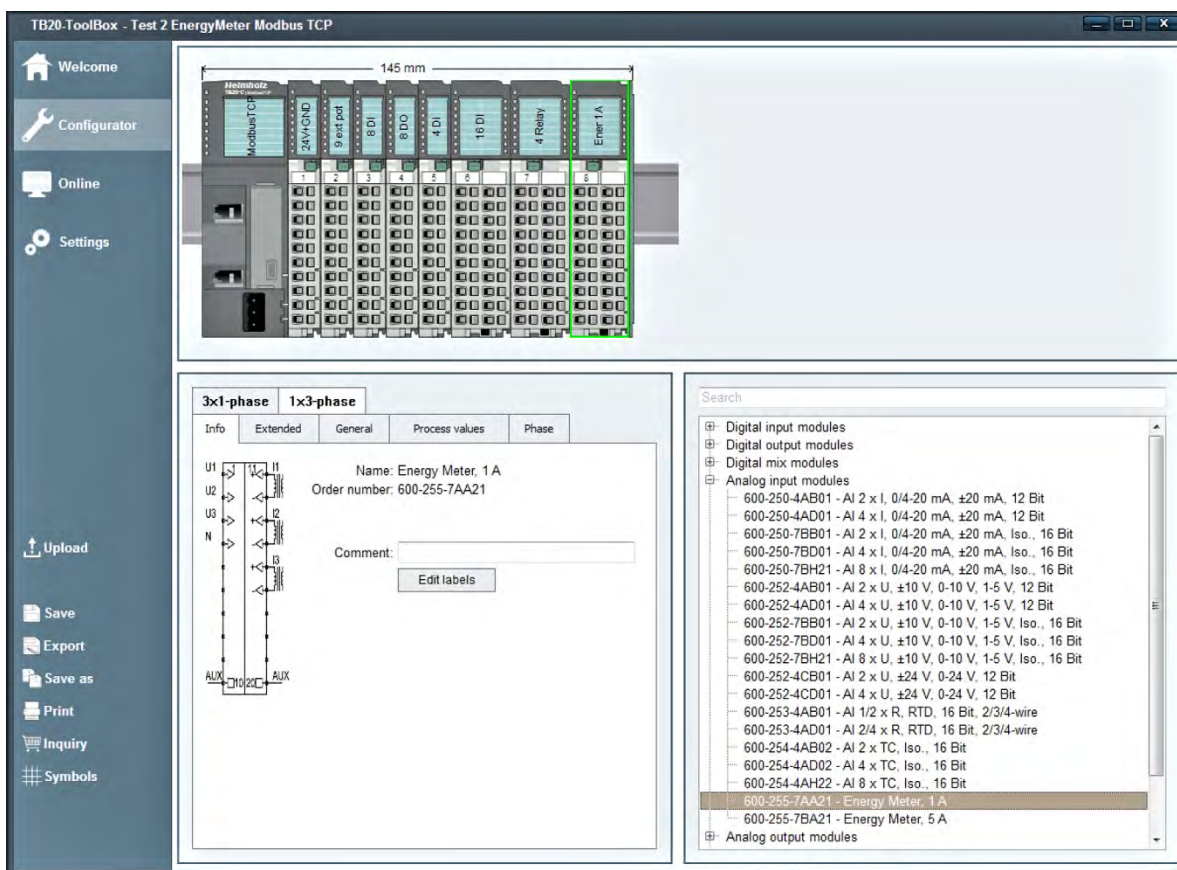 TB20-ToolBox - Test 2 EnergyMeter Modbus TCP
Welcome
Configurator
Online
Settings
Upload
Save
Export
Save as
Print
Inquiry
Symbols
145 mm
Helmholz
ModbusTCP
24V+GND
9 ext pot
8 DI
8 DO
4 DI
16 DI
4 Relay
Ener 1A
1 2 3 4 5 6 7 8
3x1-phase 1x3-phase
Info Extended General Process values Phase
U1 1 11 I1
U2
U3 I2
N
I3
AUX 10 20 AUX
Name: Energy Meter, 1 A
Order number: 600-255-7AA21
Comment:
Edit labels
Search
Digital input modules
Digital output modules
Digital mix modules
Analog input modules
600-250-4AB01 - AI 2 x I, 0/4-20 mA, ±20 mA, 12 Bit
600-250-4AD01 - AI 4 x I, 0/4-20 mA, ±20 mA, 12 Bit
600-250-7BB01 - AI 2 x I, 0/4-20 mA, ±20 mA, Iso., 16 Bit
600-250-7BD01 - AI 4 x I, 0/4-20 mA, ±20 mA, Iso., 16 Bit
600-250-7BH21 - AI 8 x I, 0/4-20 mA, ±20 mA, Iso., 16 Bit
600-252-4AB01 - AI 2 x U, ±10 V, 0-10 V, 1-5 V, 12 Bit
600-252-4AD01 - AI 4 x U, ±10 V, 0-10 V, 1-5 V, 12 Bit
600-252-7BB01 - AI 2 x U, ±10 V, 0-10 V, 1-5 V, Iso., 16 Bit
600-252-7BD01 - AI 4 x U, ±10 V, 0-10 V, 1-5 V, Iso., 16 Bit
600-252-7BH21 - AI 8 x U, ±10 V, 0-10 V, 1-5 V, Iso., 16 Bit
600-252-4CB01 - AI 2 x U, ±24 V, 0-24 V, 12 Bit
600-252-4CD01 - AI 4 x U, ±24 V, 0-24 V, 12 Bit
600-253-4AB01 - AI 1/2 x R, RTD, 16 Bit, 2/3/4-wire
600-253-4AD01 - AI 2/4 x R, RTD, 16 Bit, 2/3/4-wire
600-254-4AB02 - AI 2 x TC, Iso., 16 Bit
600-254-4AD02 - AI 4 x TC, Iso., 16 Bit
600-254-4AH22 - AI 8 x TC, Iso., 16 Bit
600-255-7AA21 - Energy Meter, 1 A
600-255-7BA21 - Energy Meter, 5 A
Analog output modules